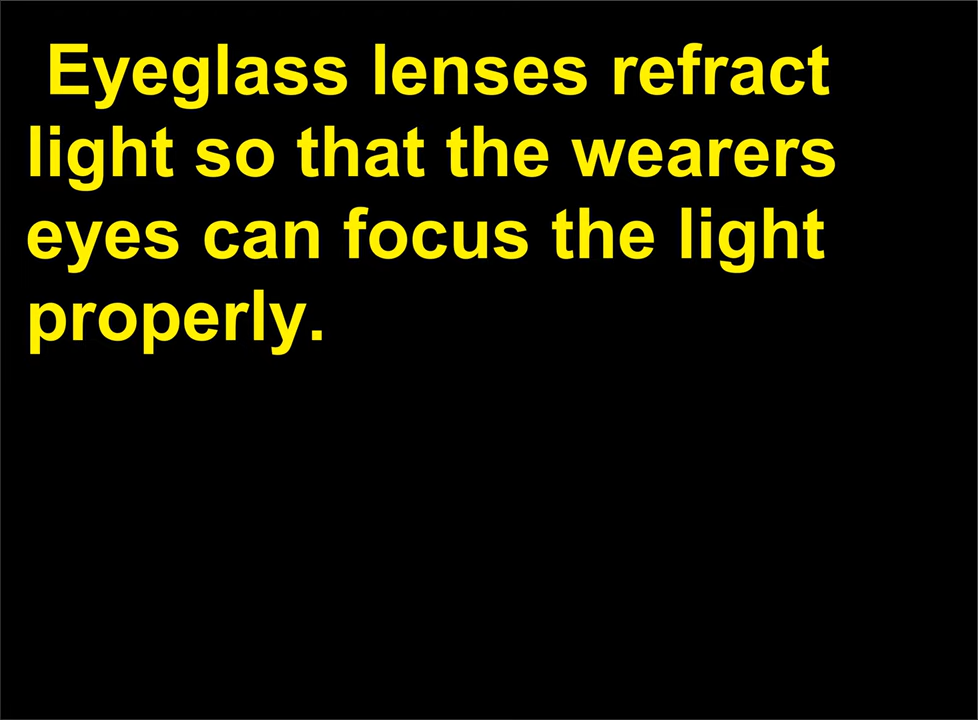 Eyeglass lenses refract
light so that the wearers
eyes can focus the light
properly.